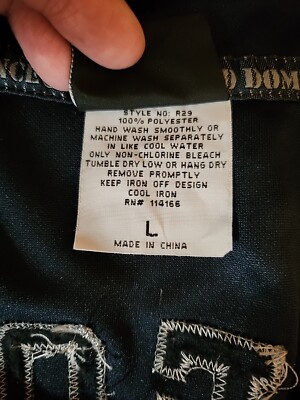 D DOM
STYLE NO: R29
100% POLYESTER
HAND WASH SMOOTHLY OR
MACHINE WASH SEPARATELY
IN LIKE COOL WATER
ONLY NON-CHLORINE BLEACH
TUMBLE DRY LOW OR HANG DRY
REMOVE PROMPTLY
KEEP IRON OFF DESIGN
COOL IRON
RN# 114166
L
MADE IN CHINA